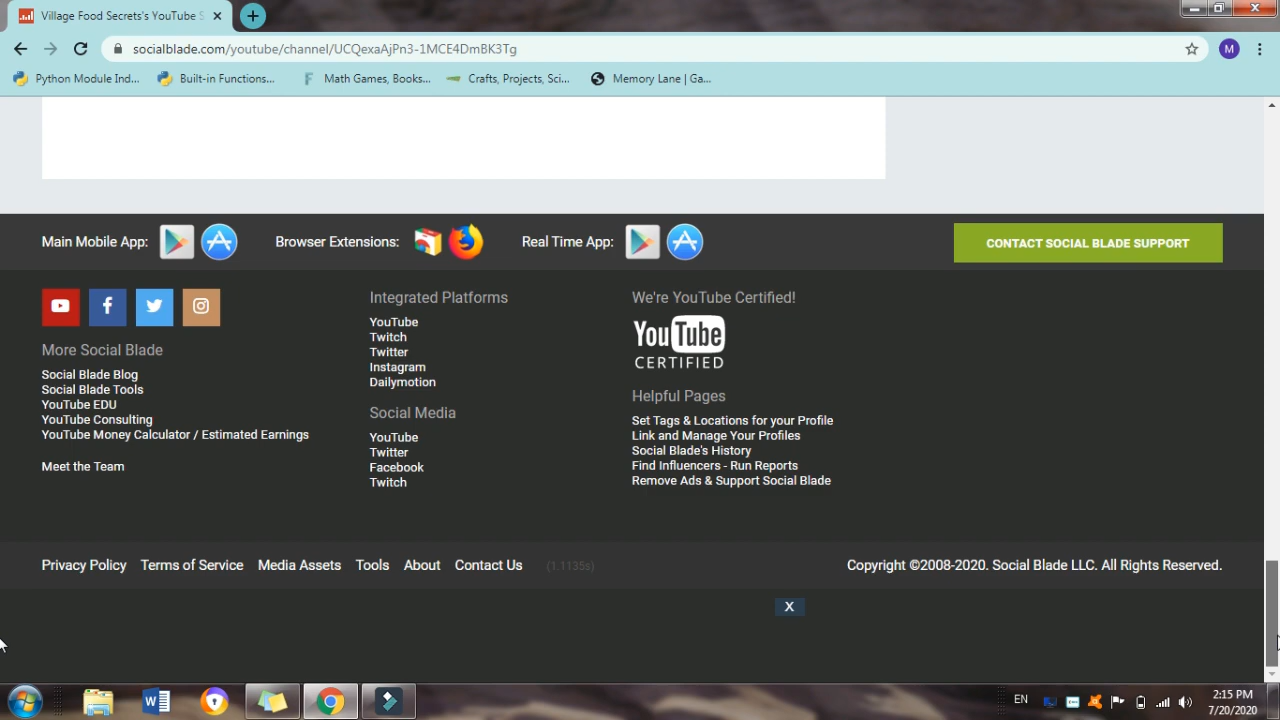 Village Food Secrets's YouTube S
socialblade.com/youtube/channel/UCQexaAjPn3-1MCE4DmBK3Tg
M
Python Module Ind...
Built-in Functions...
Math Games, Books...
Crafts, Projects, Sci...
Memory Lane | Ga...
Main Mobile App:
Browser Extensions:
Real Time App:
CONTACT SOCIAL BLADE SUPPORT
More Social Blade
Social Blade Blog
Social Blade Tools
YouTube EDU
YouTube Consulting
YouTube Money Calculator / Estimated Earnings
Meet the Team
Integrated Platforms
YouTube
Twitch
Twitter
Instagram
Dailymotion
Social Media
YouTube
Twitter
Facebook
Twitch
We're YouTube Certified!
YouTube
CERTIFIED
Helpful Pages
Set Tags & Locations for your Profile
Link and Manage Your Profiles
Social Blade's History
Find Influencers - Run Reports
Remove Ads & Support Social Blade
Privacy Policy Terms of Service Media Assets Tools About Contact Us (1.1135s)
Copyright ©2008-2020. Social Blade LLC. All Rights Reserved.
X
EN
2:15 PM
7/20/2020